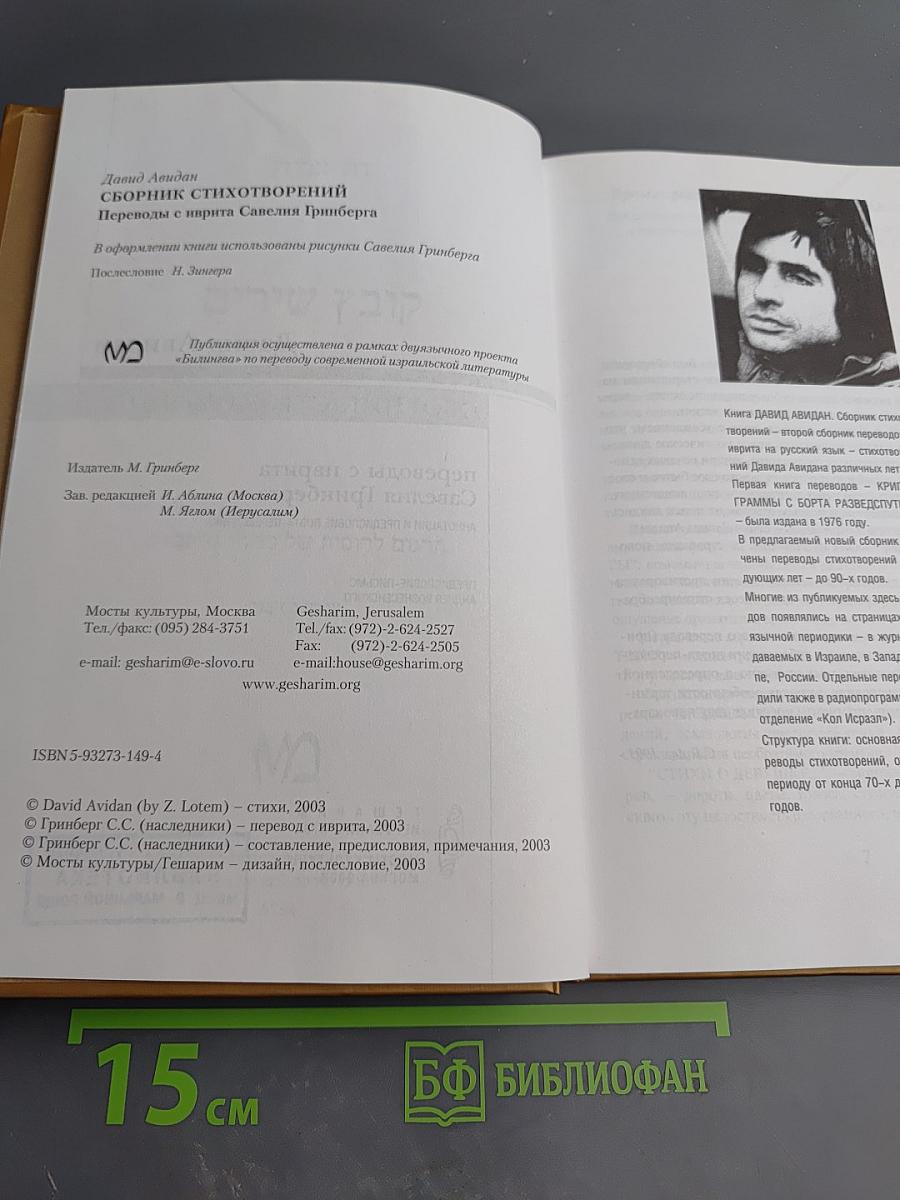 Давид Авидан
СБОРНИК СТИХОТВОРЕНИЙ
Переводы с иврита Савелия Гринберга
В оформлении книги использованы рисунки Савелия Гринберга
Послесловие Н. Зингера
Публикация осуществлена в рамках двуязычного проекта
«Билингва» по переводу современной израильской литературы
Издатель М. Гринберг
Зав. редакцией И. Аблина (Москва)
М. Яглом (Иерусалим)
Мосты культуры, Москва
Тел./факс: (095) 284-3751
e-mail: gesharim@e-slovo.ru
Gesharim, Jerusalem
Tel./fax: (972)-2-624-2527
Fax: (972)-2-624-2505
e-mail:house@gesharim.org
www.gesharim.org
ISBN 5-93273-149-4
© David Avidan (by Z. Lotem) – стихи, 2003
© Гринберг С.С. (наследники) – перевод с иврита, 2003
© Гринберг С.С. (наследники) – составление, предисловия, примечания, 2003
© Мосты культуры/Гешарим – дизайн, послесловие, 2003
Книга ДАВИД АВИДАН. Сборник стихо
творений – второй сборник переводо
иврита на русский язык – стихотво
ний Давида Авидана различных лет
Первая книга переводов – КРИП
ГРАММЫ С БОРТА РАЗВЕДСПУТ
– была издана в 1976 году.
В предлагаемый новый сборник
чены переводы стихотворений
дующих лет – до 90-х годов.
Многие из публикуемых здесь
дов появлялись на страницах
язычной периодики – в журн
даваемых в Израиле, в Запад
пе, России. Отдельные пере
дили также в радиопрограм
отделение «Кол Исраэл»).
Структура книги: основная
реводы стихотворений, о
периоду от конца 70-х д
годов.
15 см
БФ БИБЛИОФАН